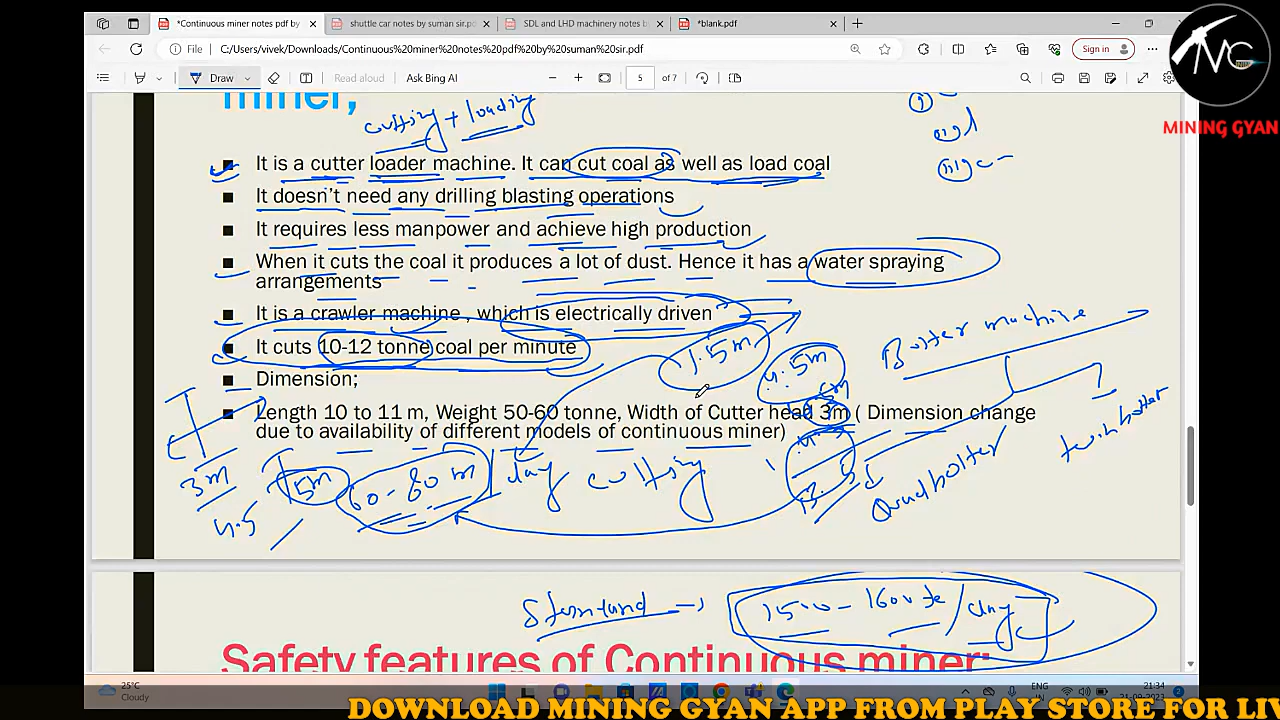 *Continuous miner notes pdf by
shuttle car notes by suman sir.pdf
SDL and LHD machinery notes b
*blank.pdf
File
C:/Users/vivek/Downloads/Continuous%20miner%20notes%20pdf%20by%20suman%20sir.pdf
Sign in
Draw
Read aloud
Ask Bing AI
5
of 7
MC
MINING GYAN
miner;
cutting + loading
It is a cutter loader machine. It can cut coal as well as load coal
It doesn't need any drilling blasting operations
It requires less manpower and achieve high production
When it cuts the coal it produces a lot of dust. Hence it has a water spraying
arrangements
It is a crawler machine , which is electrically driven
Bolter machine
It cuts 10-12 tonne coal per minute
1.5m
4.5m
Dimension;
Length 10 to 11 m, Weight 50-60 tonne, Width of Cutter head 3m ( Dimension change
due to availability of different models of continuous miner)
twinbolter
Quadbolter
3m
5m
60-80 m/day cutting
4.5
Standard → 1500-1600 te/day
Safety features of Continuous miner:
25°C
Cloudy
ENG
IN
21:34
21-09-2023
DOWNLOAD MINING GYAN APP FROM PLAY STORE FOR LIV